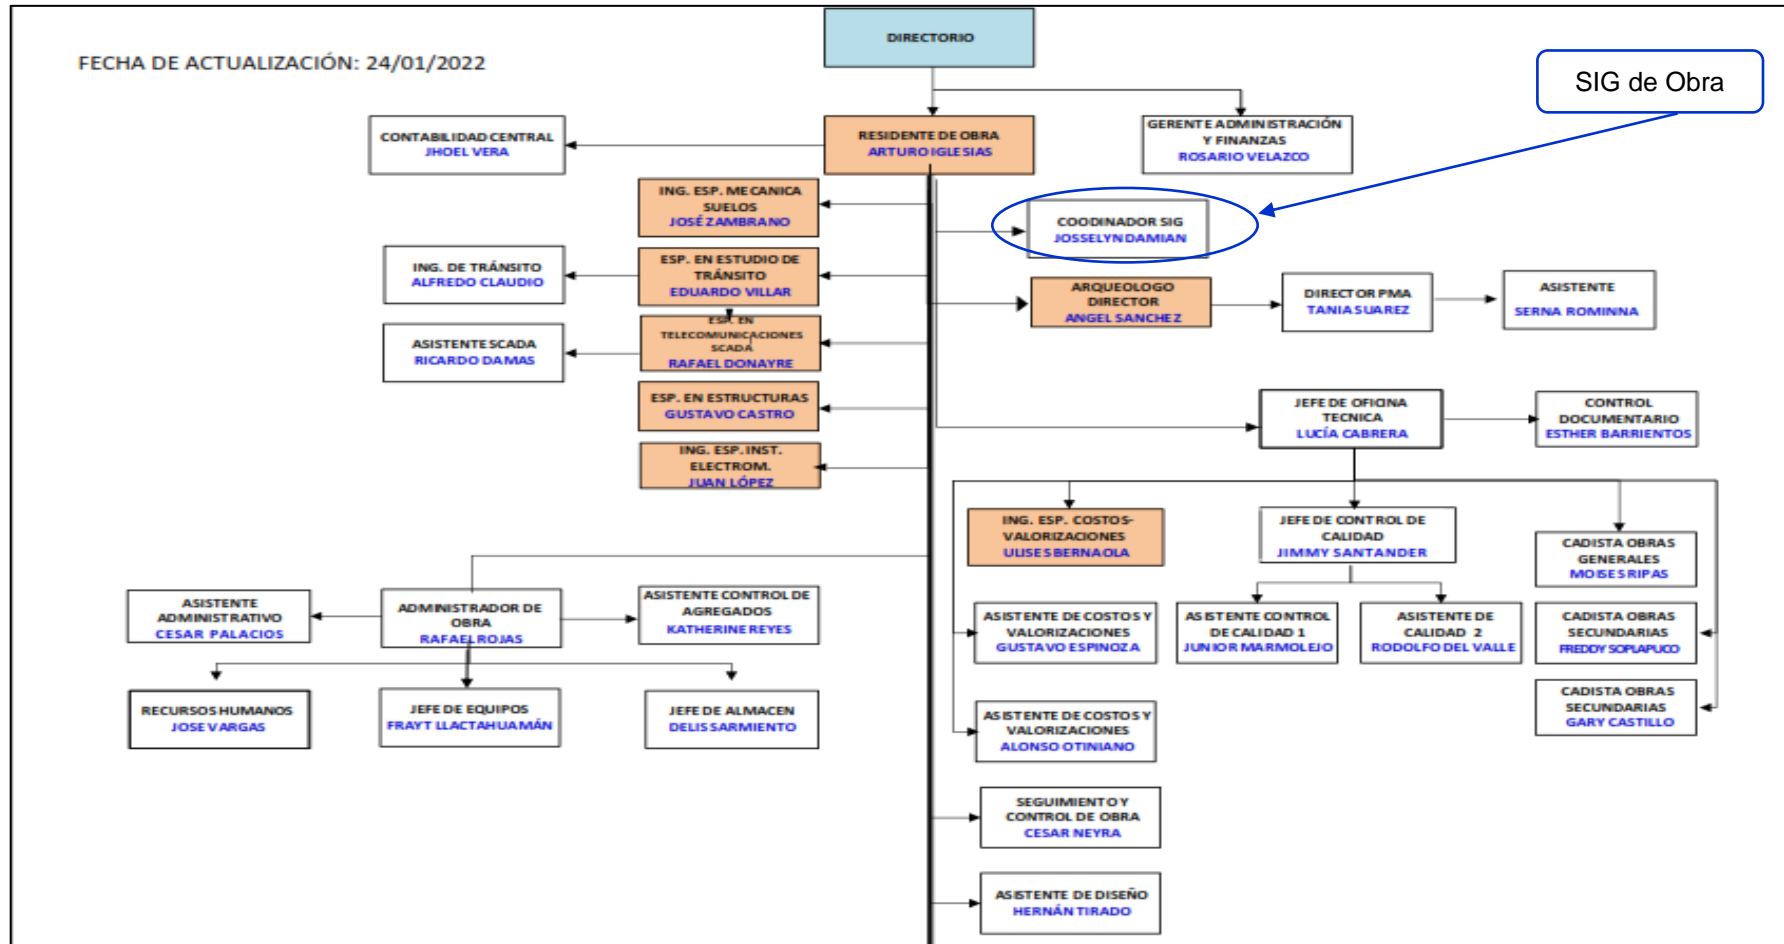 DIRECTORIO
FECHA DE ACTUALIZACIÓN: 24/01/2022
SIG de Obra
CONTABILIDAD CENTRAL
JHOEL VERA
RESIDENTE DE OBRA
ARTURO IGLESIAS
GERENTE ADMINISTRACIÓN
Y FINANZAS
ROSARIO VELAZCO
ING. ESP. MECANICA
SUELOS
JOSÉ ZAMBRANO
COODINADOR SIG
JOSSELYN DAMIAN
ING. DE TRÁNSITO
ALFREDO CLAUDIO
ESP. EN ESTUDIO DE
TRÁNSITO
EDUARDO VILLAR
ARQUEOLOGO
DIRECTOR
ANGEL SANCHEZ
DIRECTOR PMA
TANIA SUAREZ
ASISTENTE
SERNA ROMINNA
ASISTENTE SCADA
RICARDO DAMAS
ESP. EN
TELECOMUNICACIONES
SCADA
RAFAEL DONAYRE
ESP. EN ESTRUCTURAS
GUSTAVO CASTRO
JEFE DE OFICINA
TECNICA
LUCÍA CABRERA
CONTROL
DOCUMENTARIO
ESTHER BARRIENTOS
ING. ESP. INST.
ELECTROM.
JUAN LÓPEZ
ING. ESP. COSTOS-
VALORIZACIONES
ULISES BERNAOLA
JEFE DE CONTROL DE
CALIDAD
JIMMY SANTANDER
CADISTA OBRAS
GENERALES
MOISES RIPAS
ASISTENTE
ADMINISTRATIVO
CESAR PALACIOS
ADMINISTRADOR DE
OBRA
RAFAEL ROJAS
ASISTENTE CONTROL DE
AGREGADOS
KATHERINE REYES
ASISTENTE DE COSTOS Y
VALORIZACIONES
GUSTAVO ESPINOZA
ASISTENTE CONTROL
DE CALIDAD 1
JUNIOR MARMOLEJO
ASISTENTE DE
CALIDAD 2
RODOLFO DEL VALLE
CADISTA OBRAS
SECUNDARIAS
FREDDY SOPLAPUCO
RECURSOS HUMANOS
JOSE VARGAS
JEFE DE EQUIPOS
FRAYT LLACTAHUAMÁN
JEFE DE ALMACEN
DELIS SARMIENTO
ASISTENTE DE COSTOS Y
VALORIZACIONES
ALONSO OTINIANO
CADISTA OBRAS
SECUNDARIAS
GARY CASTILLO
SEGUIMIENTO Y
CONTROL DE OBRA
CESAR NEYRA
ASISTENTE DE DISEÑO
HERNÁN TIRADO